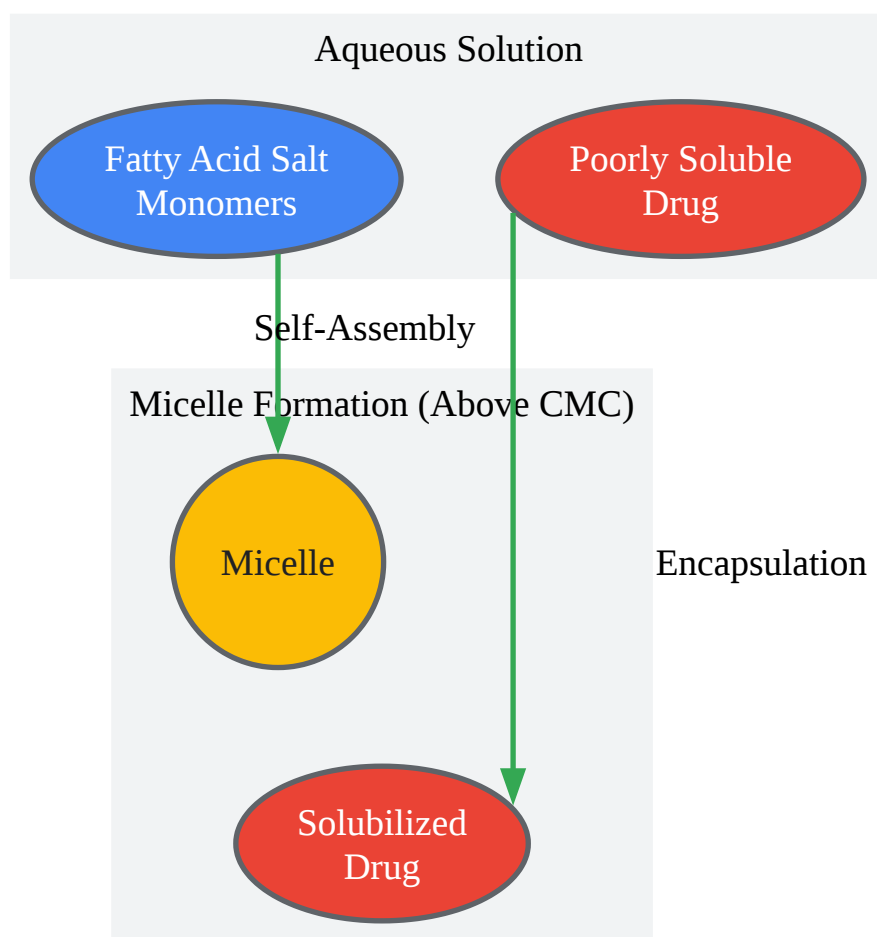 Aqueous Solution
Fatty Acid Salt
Monomers
Poorly Soluble
Drug
Self-Assembly
Micelle Formation (Above CMC)
Micelle
Encapsulation
Solubilized
Drug